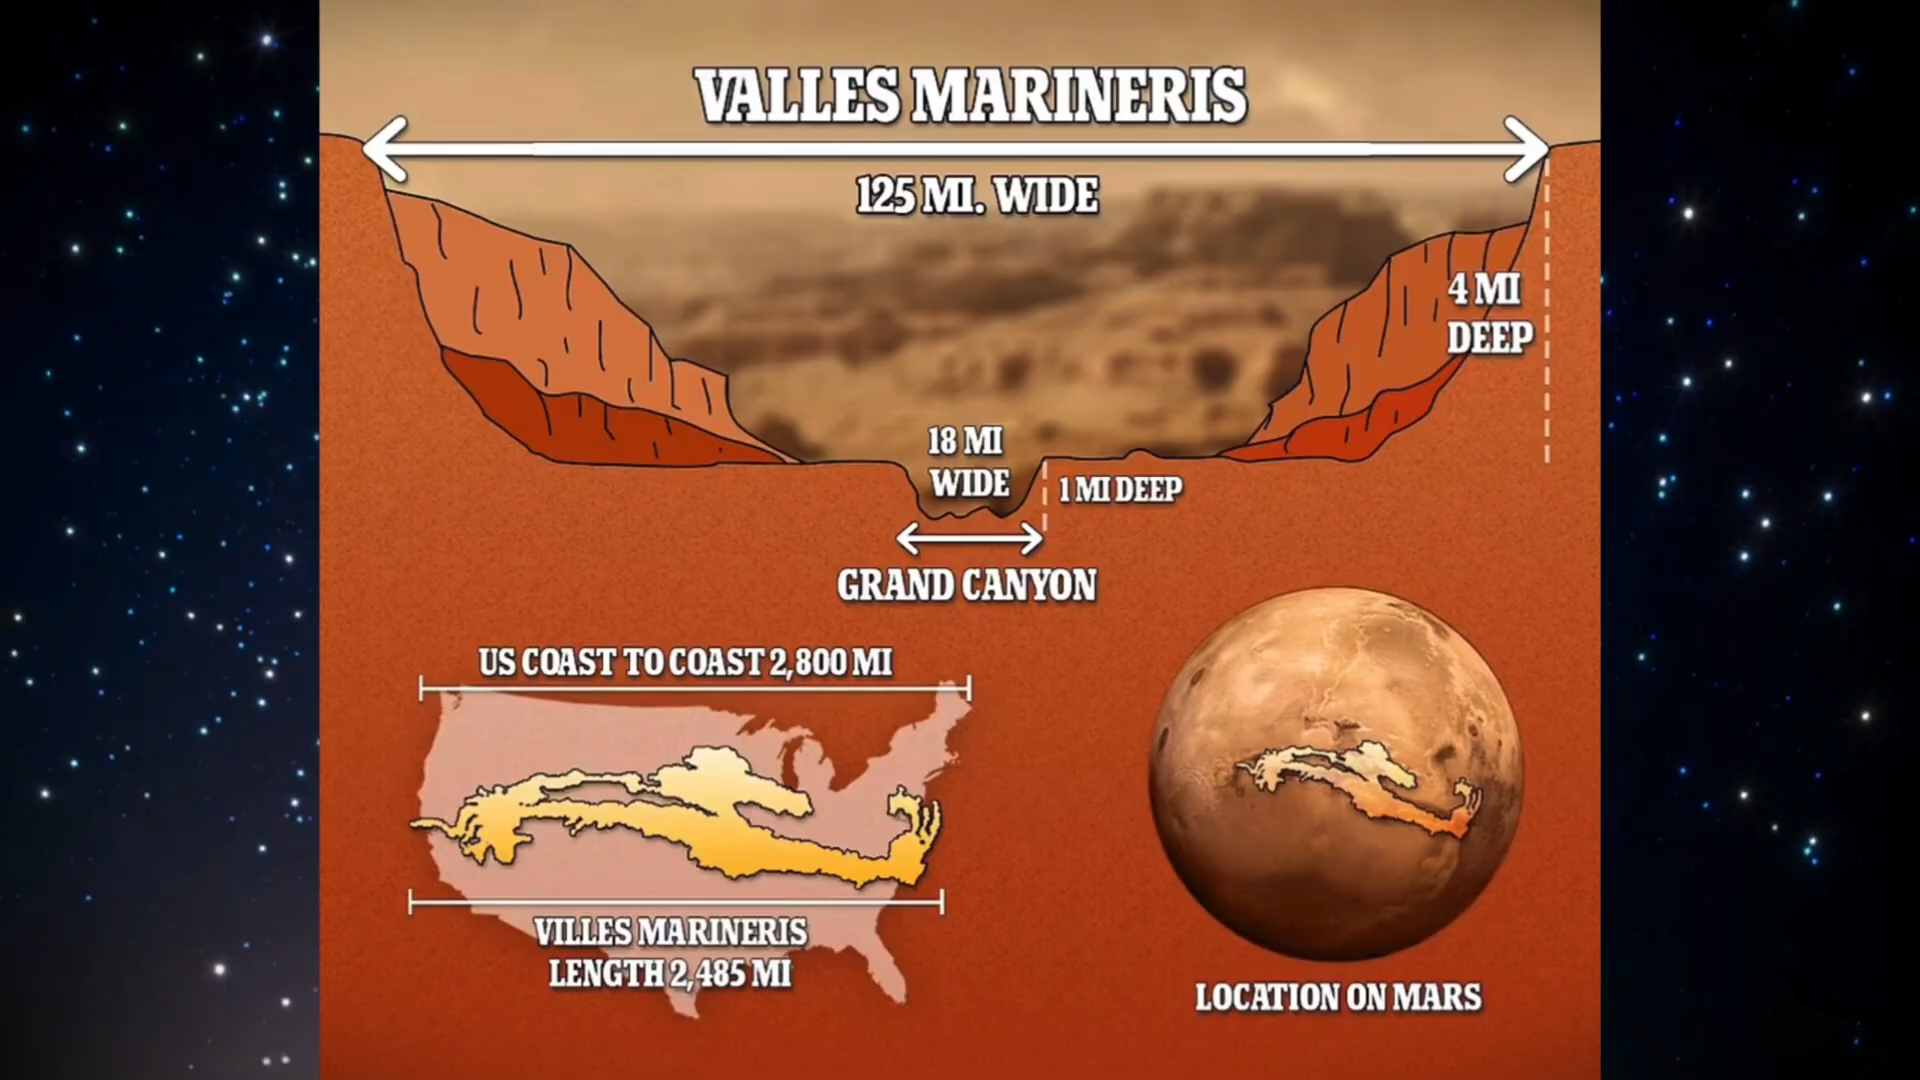 VALLES MARINERIS
125 MI. WIDE
4 MI
DEEP
18 MI
WIDE
1 MI DEEP
GRAND CANYON
US COAST TO COAST 2,800 MI
VILLES MARINERIS
LENGTH 2,485 MI
LOCATION ON MARS